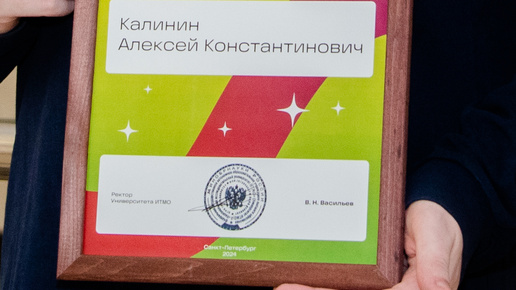 Калинин
Алексей Константинович
Ректор
Университета ИТМО
В. Н. Васильев
Санкт-Петербург
2024